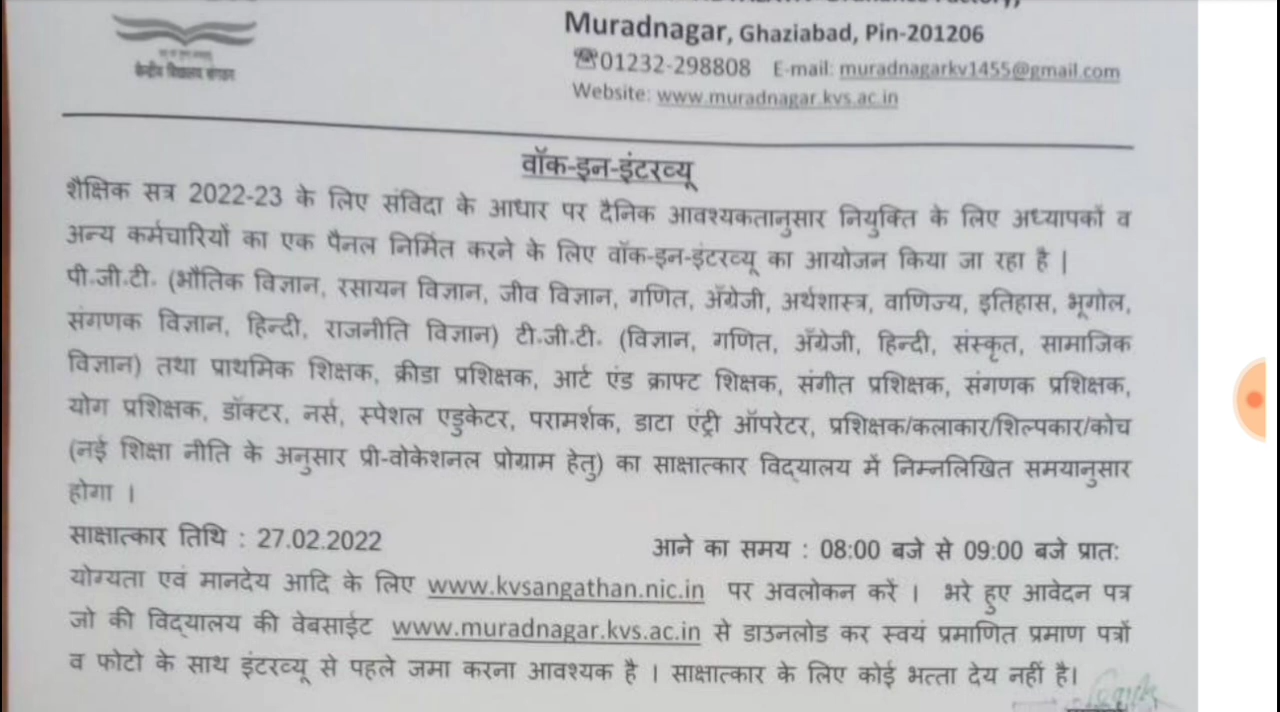 Muradnagar, Ghaziabad, Pin-201206
☎01232-298808 E-mail: muradnagarkv1455@gmail.com
केन्द्रीय विद्यालय संगठन
Website: www.muradnagar.kvs.ac.in
वॉक-इन-इंटरव्यू
शैक्षिक सत्र 2022-23 के लिए संविदा के आधार पर दैनिक आवश्यकतानुसार नियुक्ति के लिए अध्यापकों व
अन्य कर्मचारियों का एक पैनल निर्मित करने के लिए वॉक-इन-इंटरव्यू का आयोजन किया जा रहा है |
पी.जी.टी. (भौतिक विज्ञान, रसायन विज्ञान, जीव विज्ञान, गणित, अँग्रेजी, अर्थशास्त्र, वाणिज्य, इतिहास, भूगोल,
संगणक विज्ञान, हिन्दी, राजनीति विज्ञान) टी.जी.टी. (विज्ञान, गणित, अँग्रेजी, हिन्दी, संस्कृत, सामाजिक
विज्ञान) तथा प्राथमिक शिक्षक, क्रीडा प्रशिक्षक, आर्ट एंड क्राफ्ट शिक्षक, संगीत प्रशिक्षक, संगणक प्रशिक्षक,
योग प्रशिक्षक, डॉक्टर, नर्स, स्पेशल एडुकेटर, परामर्शक, डाटा एंट्री ऑपरेटर, प्रशिक्षक/कलाकार/शिल्पकार/कोच
(नई शिक्षा नीति के अनुसार प्री-वोकेशनल प्रोग्राम हेतु) का साक्षात्कार विद्यालय में निम्नलिखित समयानुसार
होगा |
साक्षात्कार तिथि : 27.02.2022 आने का समय : 08:00 बजे से 09:00 बजे प्रात:
योग्यता एवं मानदेय आदि के लिए www.kvsangathan.nic.in पर अवलोकन करें | भरे हुए आवेदन पत्र
जो की विद्यालय की वेबसाईट www.muradnagar.kvs.ac.in से डाउनलोड कर स्वयं प्रमाणित प्रमाण पत्रों
व फोटो के साथ इंटरव्यू से पहले जमा करना आवश्यक है | साक्षात्कार के लिए कोई भत्ता देय नहीं है।